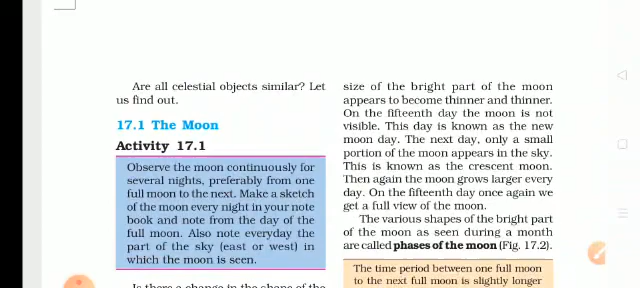 Are all celestial objects similar? Let
us find out.
17.1 The Moon
Activity 17.1
Observe the moon continuously for
several nights, preferably from one
full moon to the next. Make a sketch
of the moon every night in your note
book and note from the day of the
full moon. Also note everyday the
part of the sky (east or west) in
which the moon is seen.
Is there a change in the shape of the
size of the bright part of the moon
appears to become thinner and thinner.
On the fifteenth day the moon is not
visible. This day is known as the new
moon day. The next day, only a small
portion of the moon appears in the sky.
This is known as the crescent moon.
Then again the moon grows larger every
day. On the fifteenth day once again we
get a full view of the moon.
The various shapes of the bright part
of the moon as seen during a month
are called phases of the moon (Fig. 17.2).
The time period between one full moon
to the next full moon is slightly longer